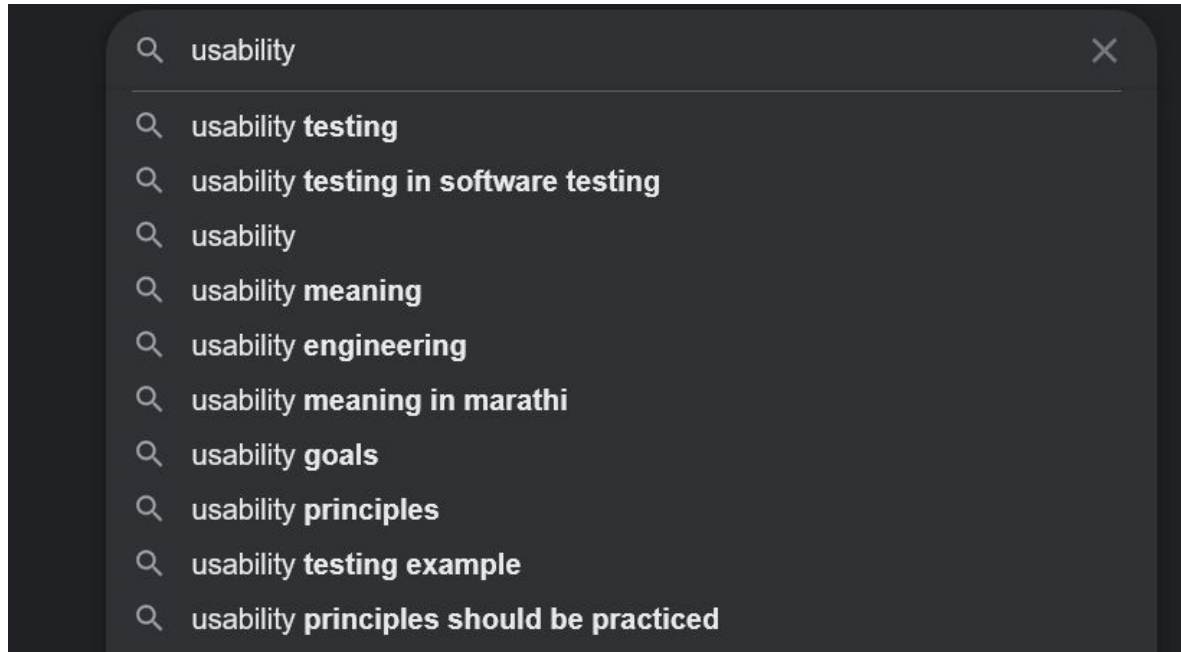 usability
usability testing
usability testing in software testing
usability
usability meaning
usability engineering
usability meaning in marathi
usability goals
usability principles
usability testing example
usability principles should be practiced